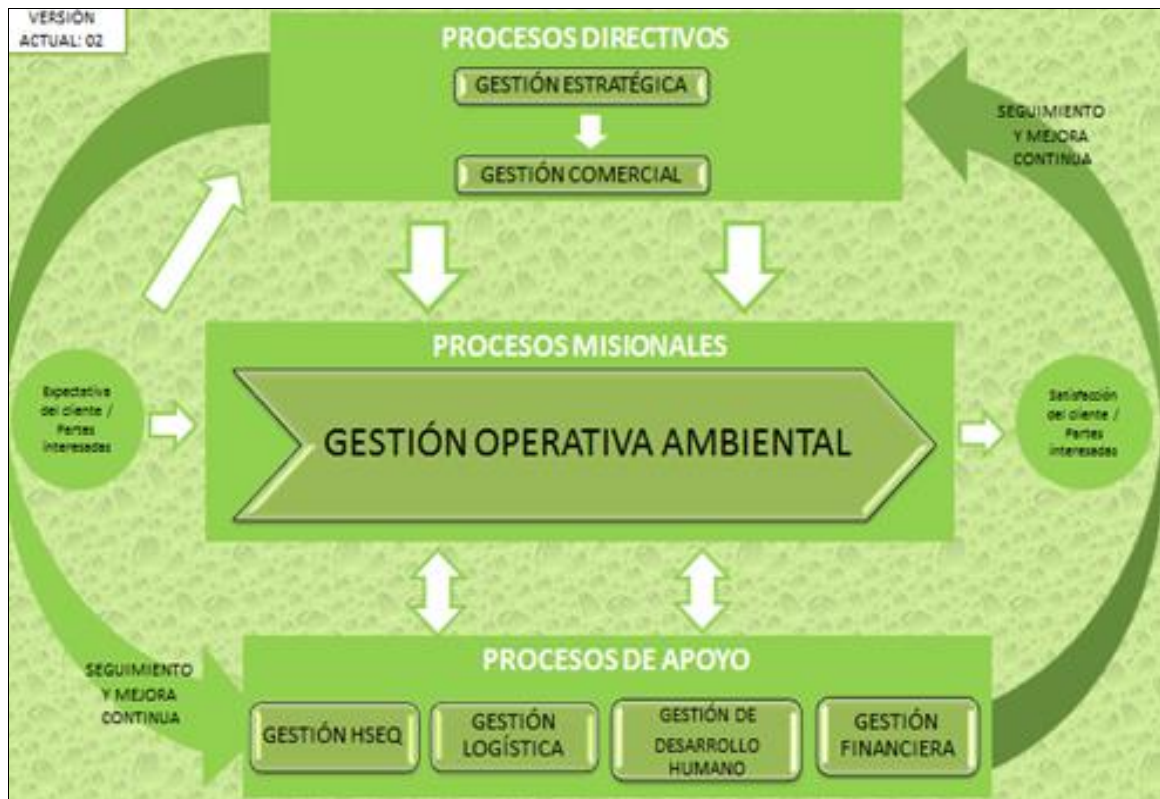 VERSIÓN
ACTUAL: 02
PROCESOS DIRECTIVOS
GESTIÓN ESTRATÉGICA
GESTIÓN COMERCIAL
SEGUIMIENTO
Y MEJORA
CONTINUA
PROCESOS MISIONALES
Expectativa
del cliente /
Partes
interesadas
GESTIÓN OPERATIVA AMBIENTAL
Satisfacción
del cliente /
Partes
interesadas
SEGUIMIENTO
Y MEJORA
CONTINUA
PROCESOS DE APOYO
GESTIÓN HSEQ
GESTIÓN
LOGÍSTICA
GESTIÓN DE
DESARROLLO
HUMANO
GESTIÓN
FINANCIERA